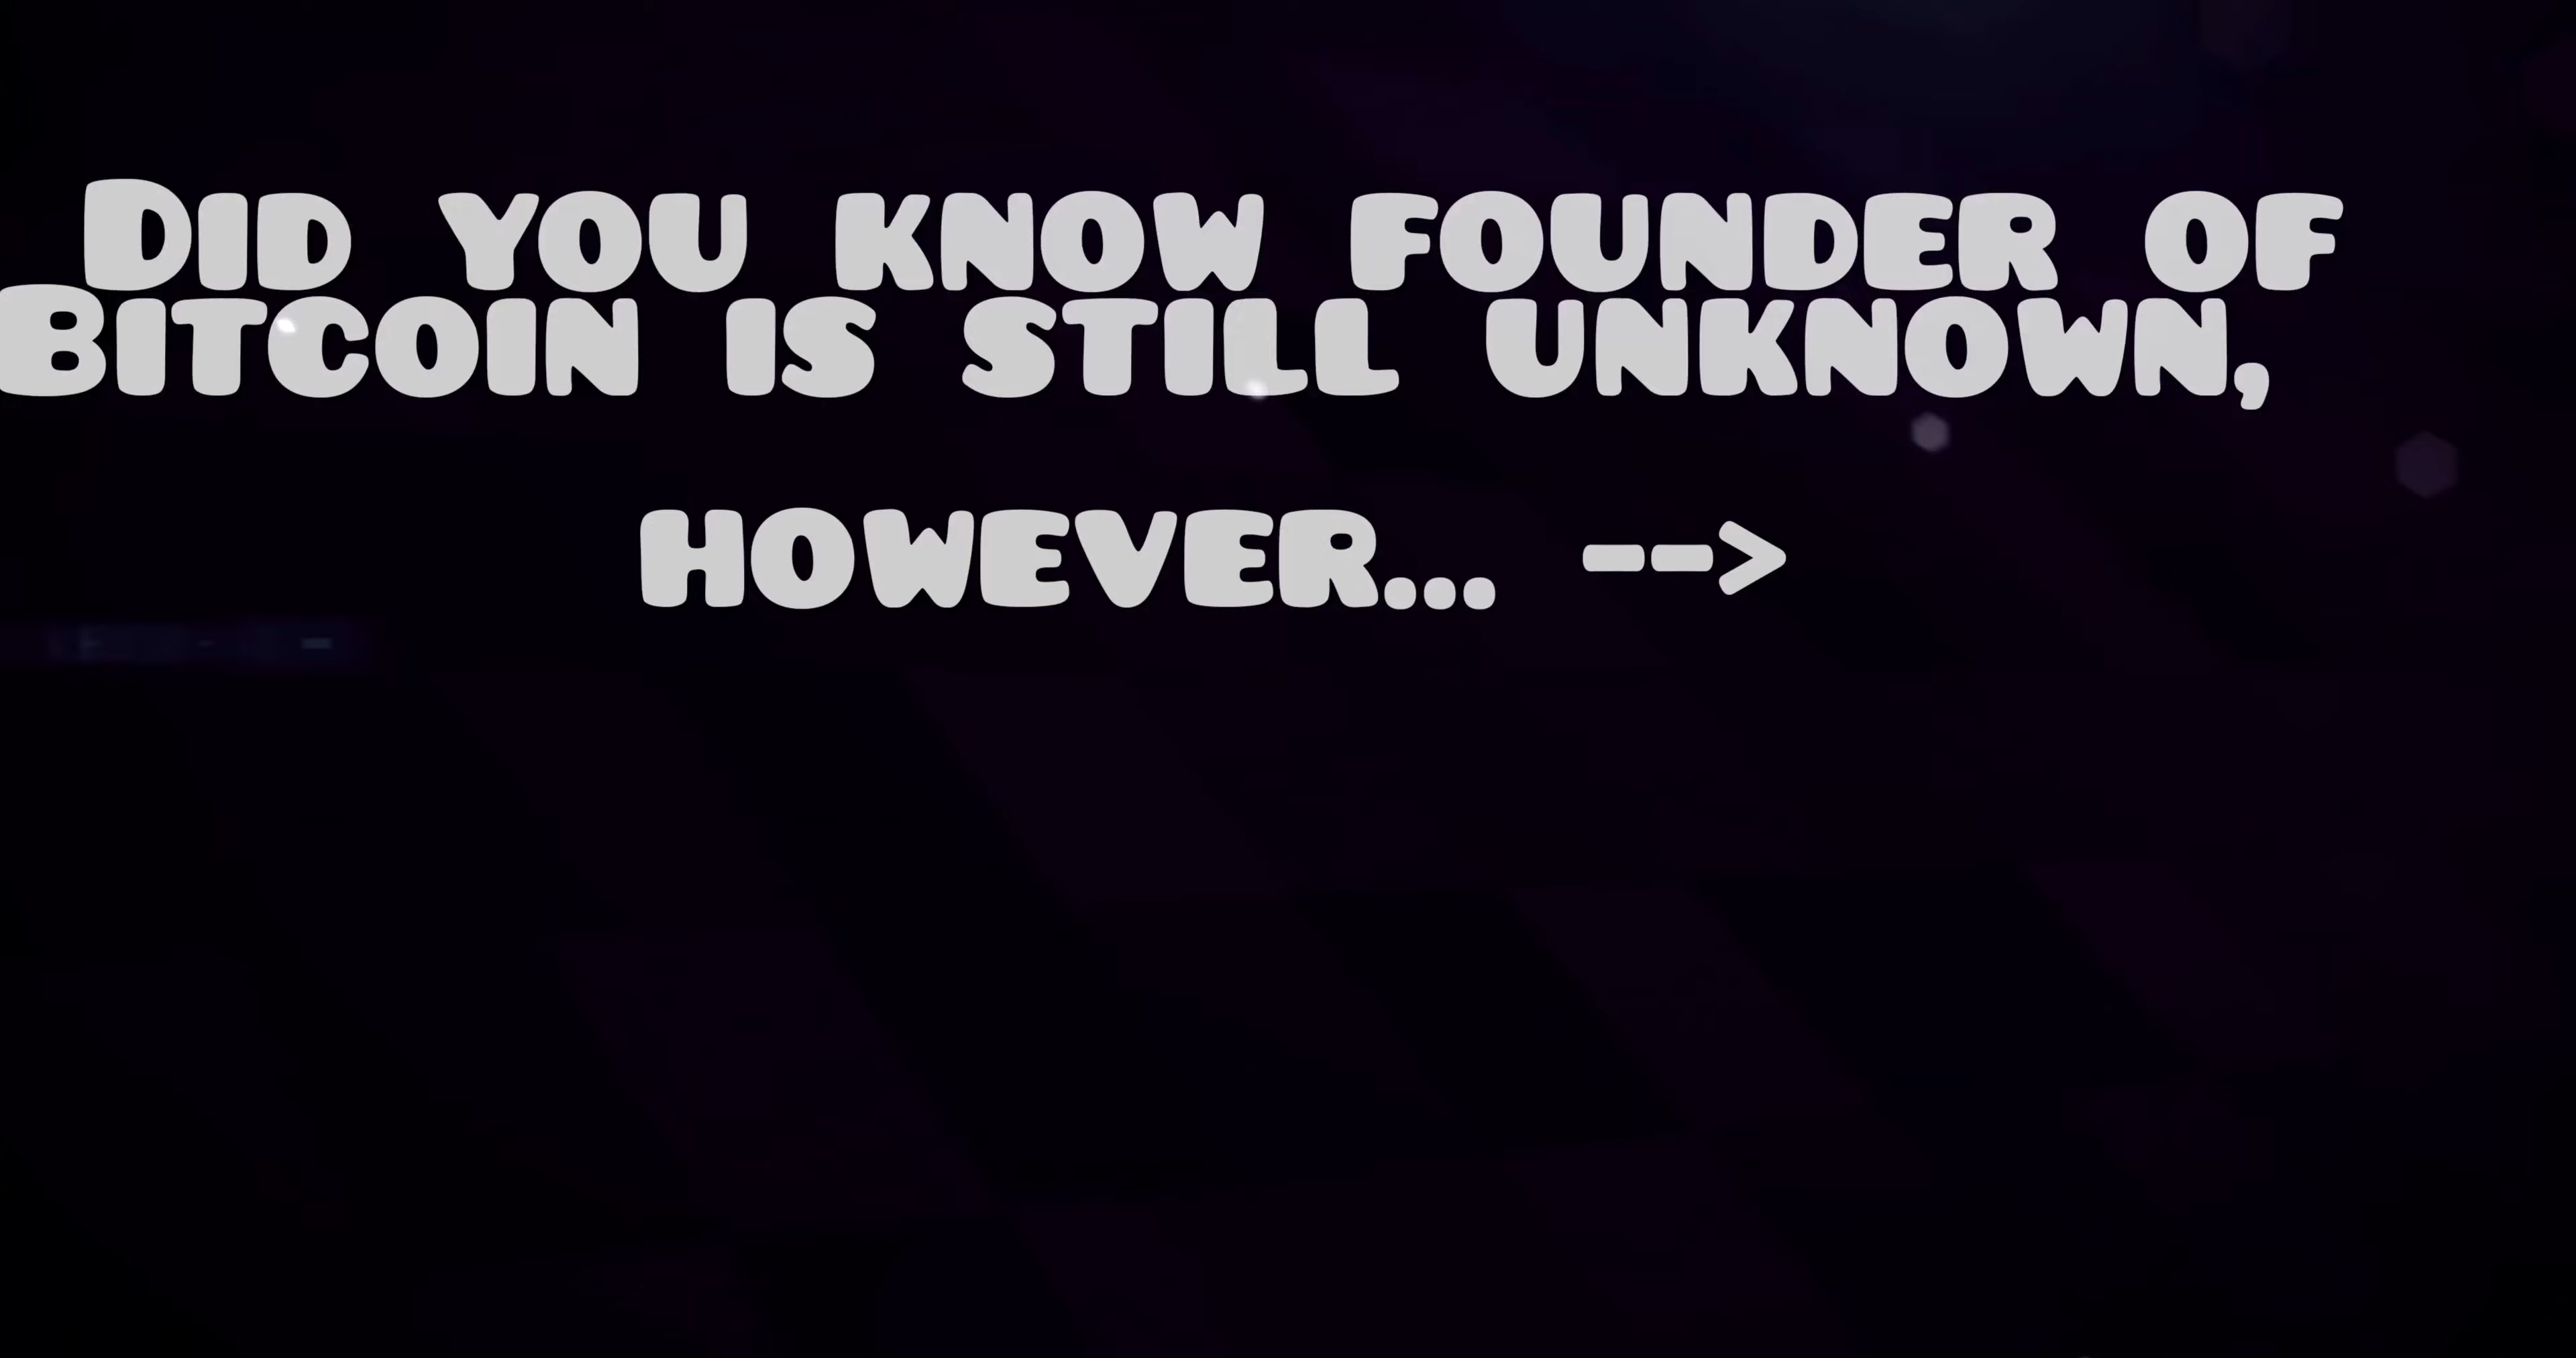 Did you know founder of
Bitcoin is still unknown,
however... -->